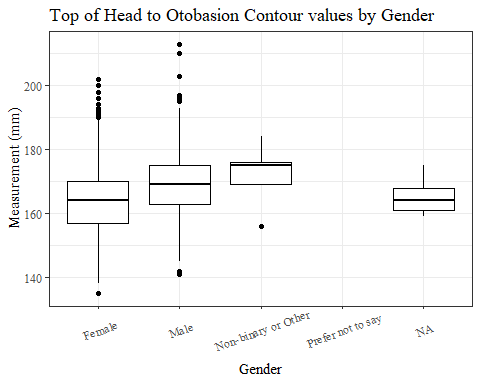 Top of Head to Otobasion Contour values by Gender
Measurement (mm)
200
180
160
140
Female
Male
Non-binary or Other
Prefer not to say
NA
Gender